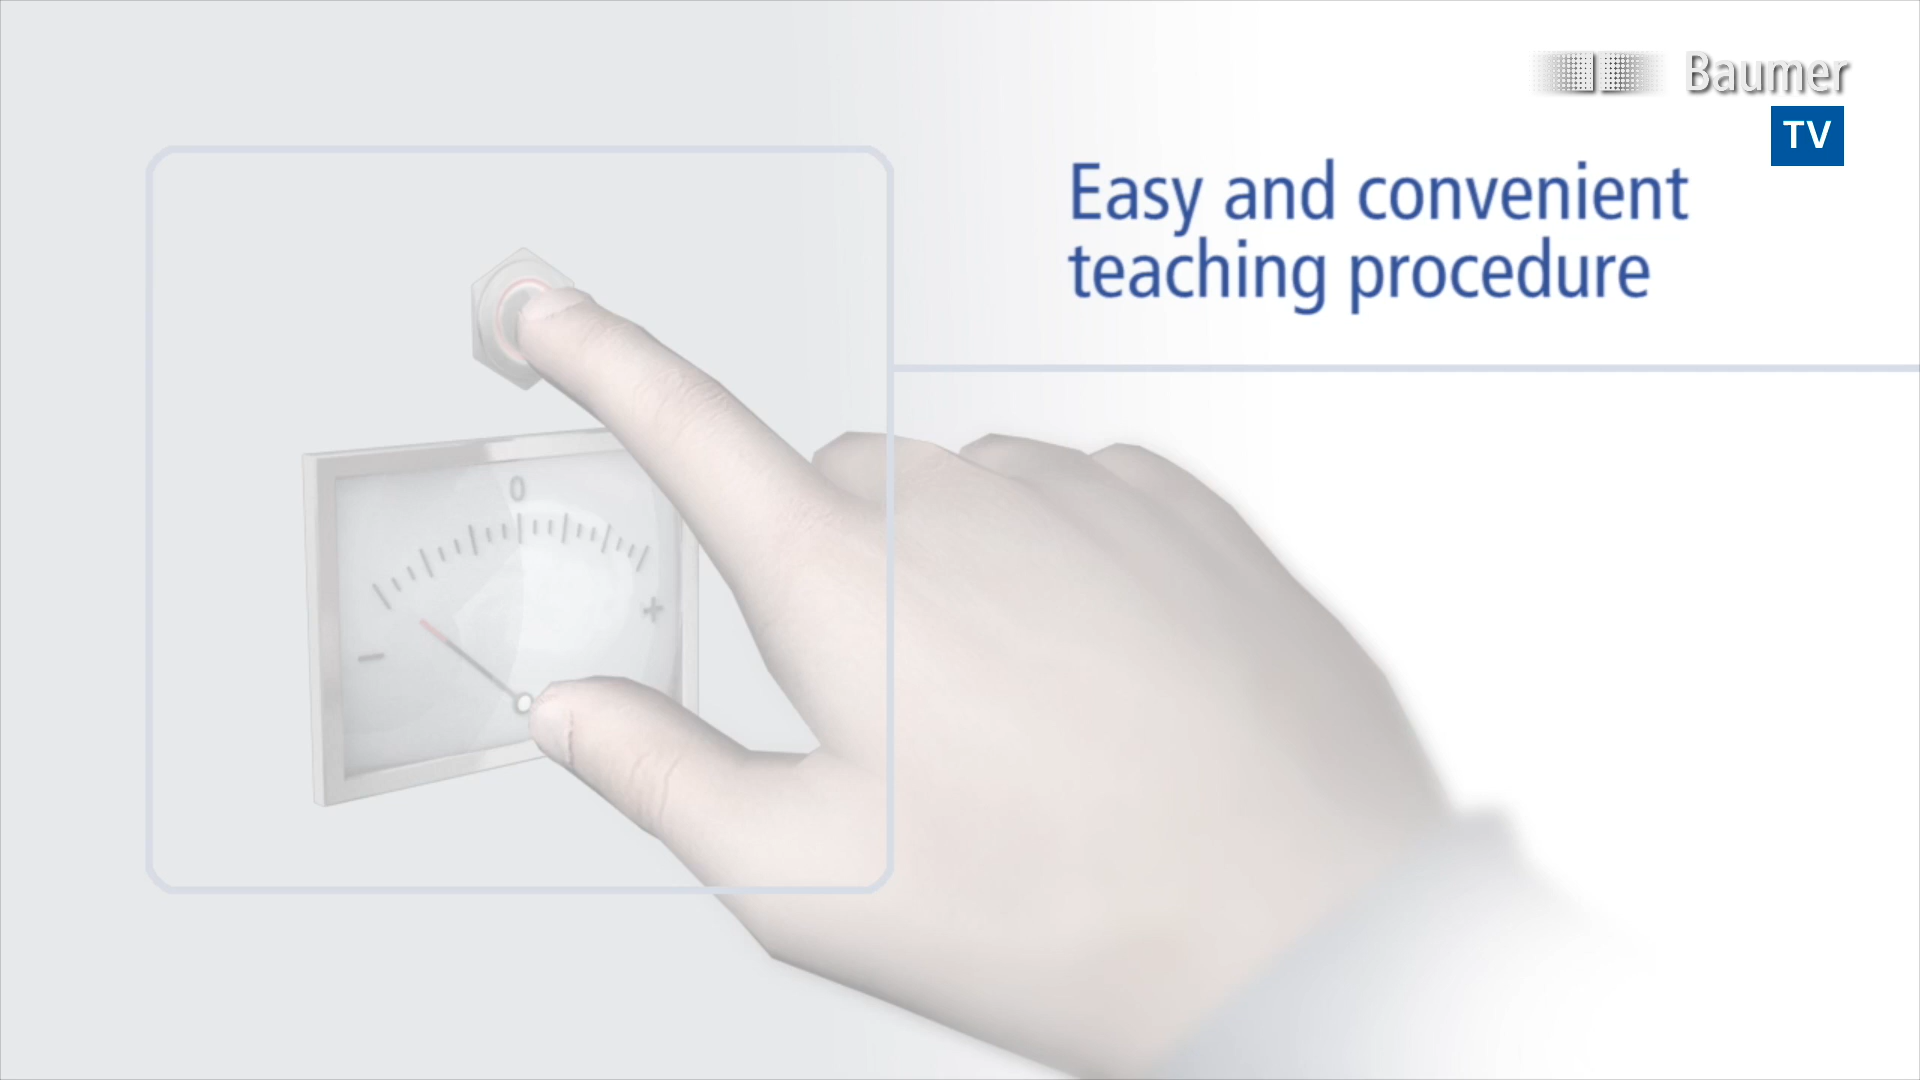 Baumer
TV
Easy and convenient
teaching procedure
0
+
−